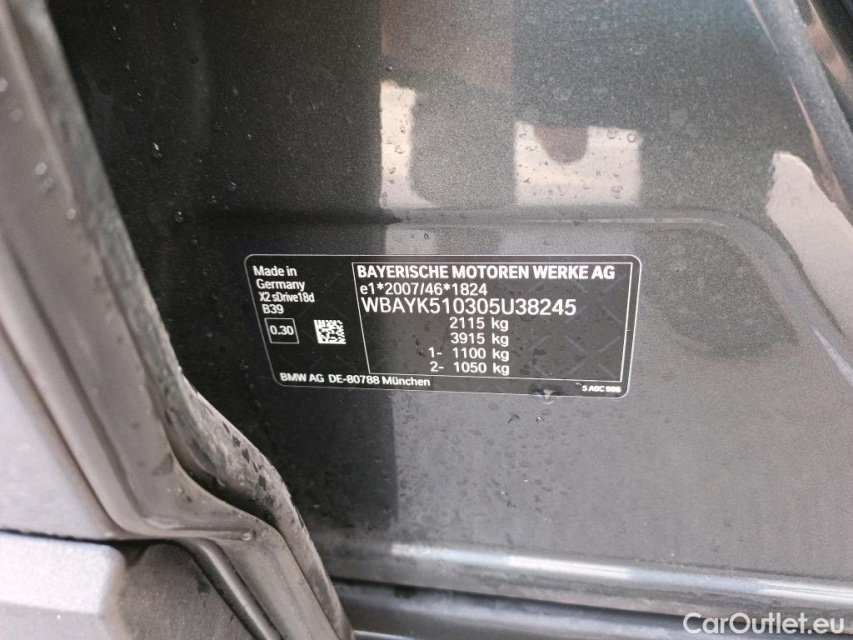 Made in
Germany
X2 sDrive18d
B39
0.30
BAYERISCHE MOTOREN WERKE AG
e1*2007/46*1824
WBAYK510305U38245
2115 kg
3915 kg
1- 1100 kg
2- 1050 kg
BMW AG DE-80788 München
CarOutlet.eu